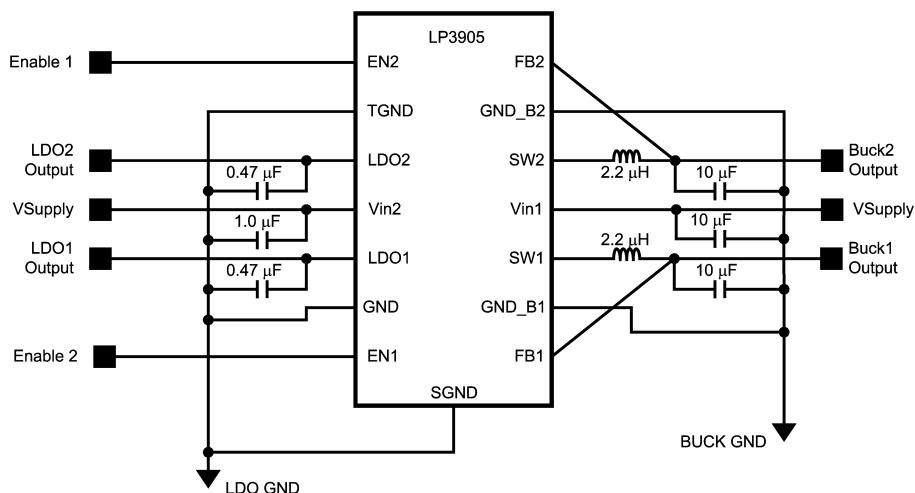 LP3905
Enable 1
EN2
FB2
TGND
GND_B2
LDO2
Output
0.47 μF
LDO2
SW2
2.2 μH
10 μF
Buck2
Output
VSupply
1.0 μF
Vin2
Vin1
10 μF
VSupply
LDO1
Output
0.47 μF
LDO1
SW1
2.2 μH
10 μF
Buck1
Output
GND
GND_B1
Enable 2
EN1
FB1
SGND
BUCK GND
LDO GND